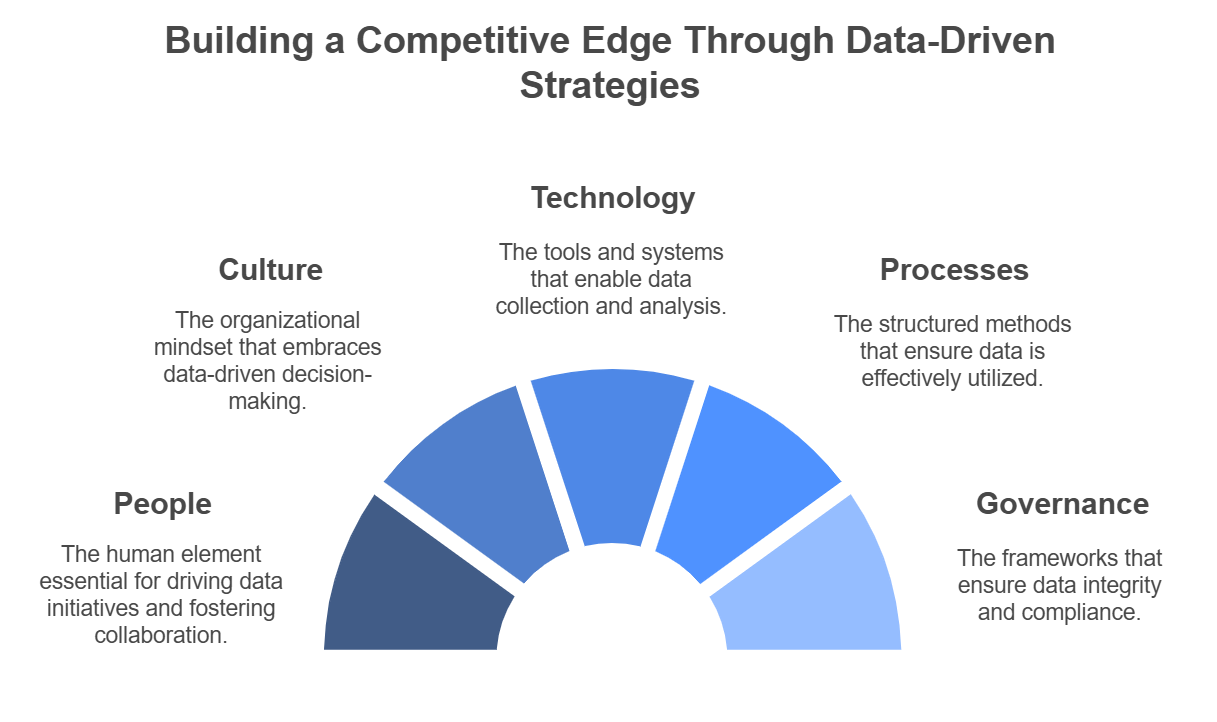 Building a Competitive Edge Through Data-Driven
Strategies
Technology
The tools and systems
that enable data
collection and analysis.
Culture
The organizational
mindset that embraces
data-driven decision-
making.
Processes
The structured methods
that ensure data is
effectively utilized.
People
The human element
essential for driving data
initiatives and fostering
collaboration.
Governance
The frameworks that
ensure data integrity
and compliance.